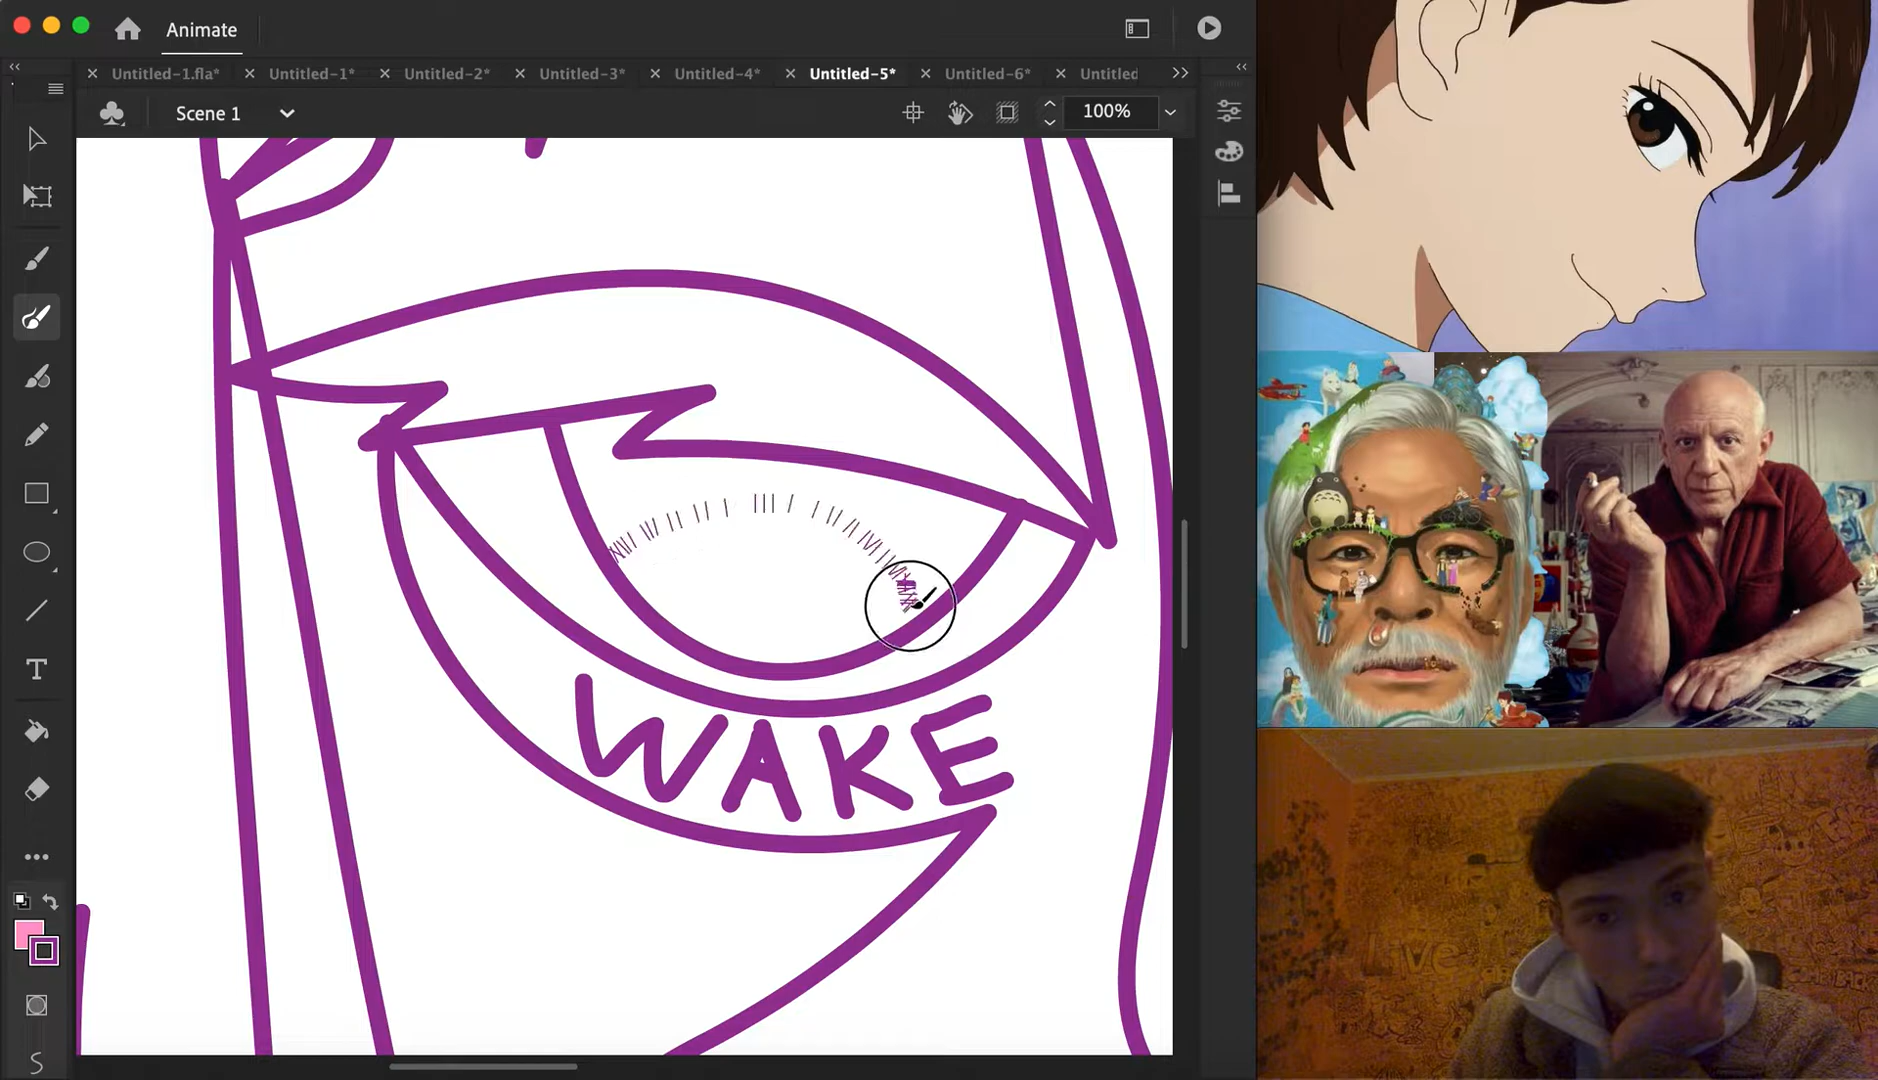 Animate
Untitled-1.fla* Untitled-1* Untitled-2* Untitled-3* Untitled-4* Untitled-5* Untitled-6* Untitled
Scene 1 100%
WAKE
Live